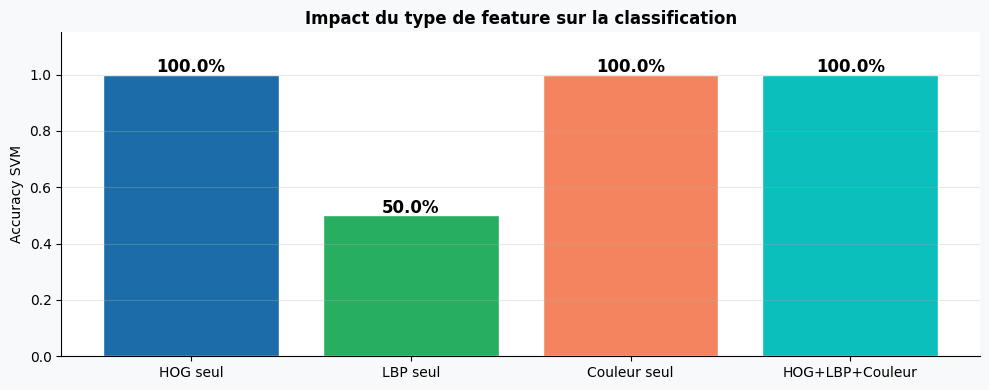 Impact du type de feature sur la classification
100.0%
50.0%
100.0%
100.0%
Accuracy SVM
1.0
0.8
0.6
0.4
0.2
0.0
HOG seul
LBP seul
Couleur seul
HOG+LBP+Couleur